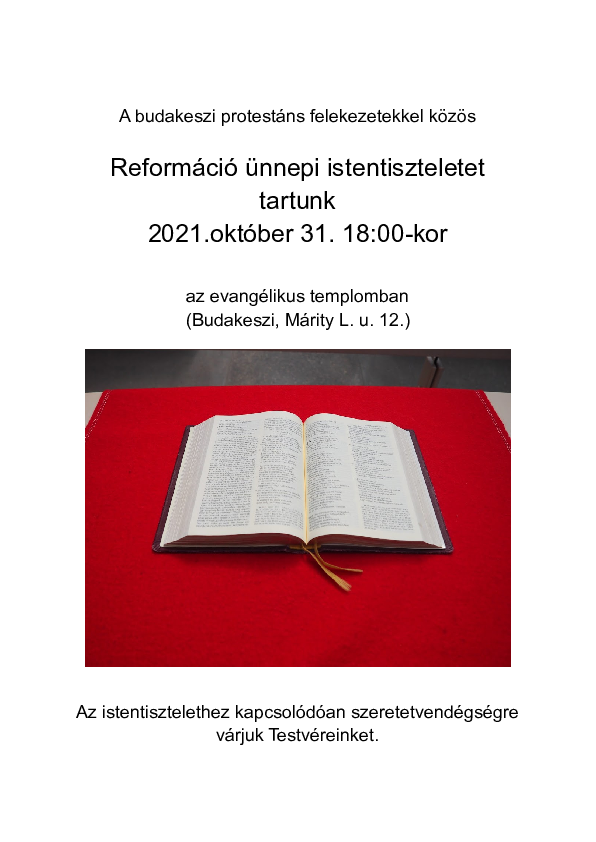 A budakeszi protestáns felekezetekkel közös
Reformáció ünnepi istentiszteletet
tartunk
2021.október 31. 18:00-kor
az evangélikus templomban
(Budakeszi, Márity L. u. 12.)
Az istentisztelethez kapcsolódóan szeretetvendégségre
várjuk Testvéreinket.